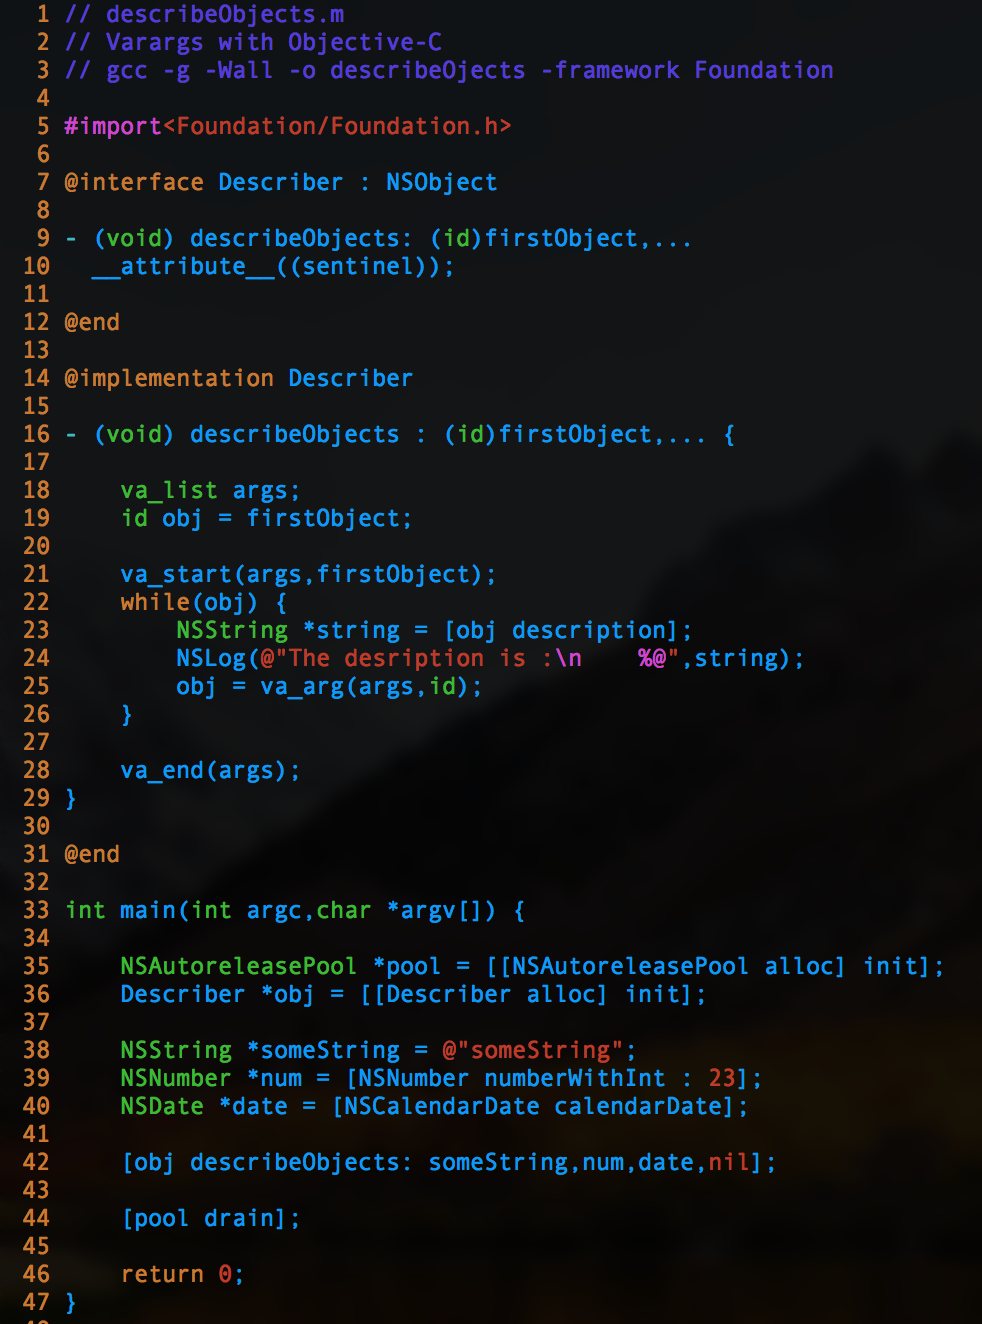 1 // describeObjects.m
2 // Varargs with Objective-C
3 // gcc -g -Wall -o describeOjects -framework Foundation
4
5 #import<Foundation/Foundation.h>
6
7 @interface Describer : NSObject
8
9 - (void) describeObjects: (id)firstObject,...
10   __attribute__((sentinel));
11
12 @end
13
14 @implementation Describer
15
16 - (void) describeObjects : (id)firstObject,... {
17
18     va_list args;
19     id obj = firstObject;
20
21     va_start(args,firstObject);
22     while(obj) {
23         NSString *string = [obj description];
24         NSLog(@"The desription is :\n    %@",string);
25         obj = va_arg(args,id);
26     }
27
28     va_end(args);
29 }
30
31 @end
32
33 int main(int argc,char *argv[]) {
34
35     NSAutoreleasePool *pool = [[NSAutoreleasePool alloc] init];
36     Describer *obj = [[Describer alloc] init];
37
38     NSString *someString = @"someString";
39     NSNumber *num = [NSNumber numberWithInt : 23];
40     NSDate *date = [NSCalendarDate calendarDate];
41
42     [obj describeObjects: someString,num,date,nil];
43
44     [pool drain];
45
46     return 0;
47 }